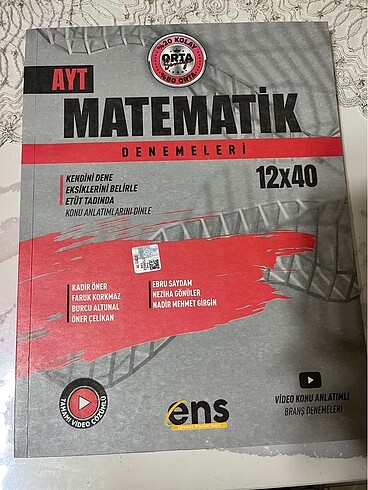 %20 KOLAY
ORTA
%80 ORTA
AYT
MATEMATİK
DENEMELERİ
KENDİNİ DENE
EKSİKLERİNİ BELİRLE
ETÜT TADINDA
KONU ANLATIMLARINI DİNLE
12x40
KADİR ÖNER
FARUK KORKMAZ
BURCU ALTUNAL
ÖNER ÇELİKAN
EBRU SAYDAM
NEZİHA GÖNÜLER
NADİR MEHMET GİRGİN
TAMAMI VIDEO ÇÖZÜMLÜ
ens
VİDEO KONU ANLATIMLI
BRANŞ DENEMELERİ